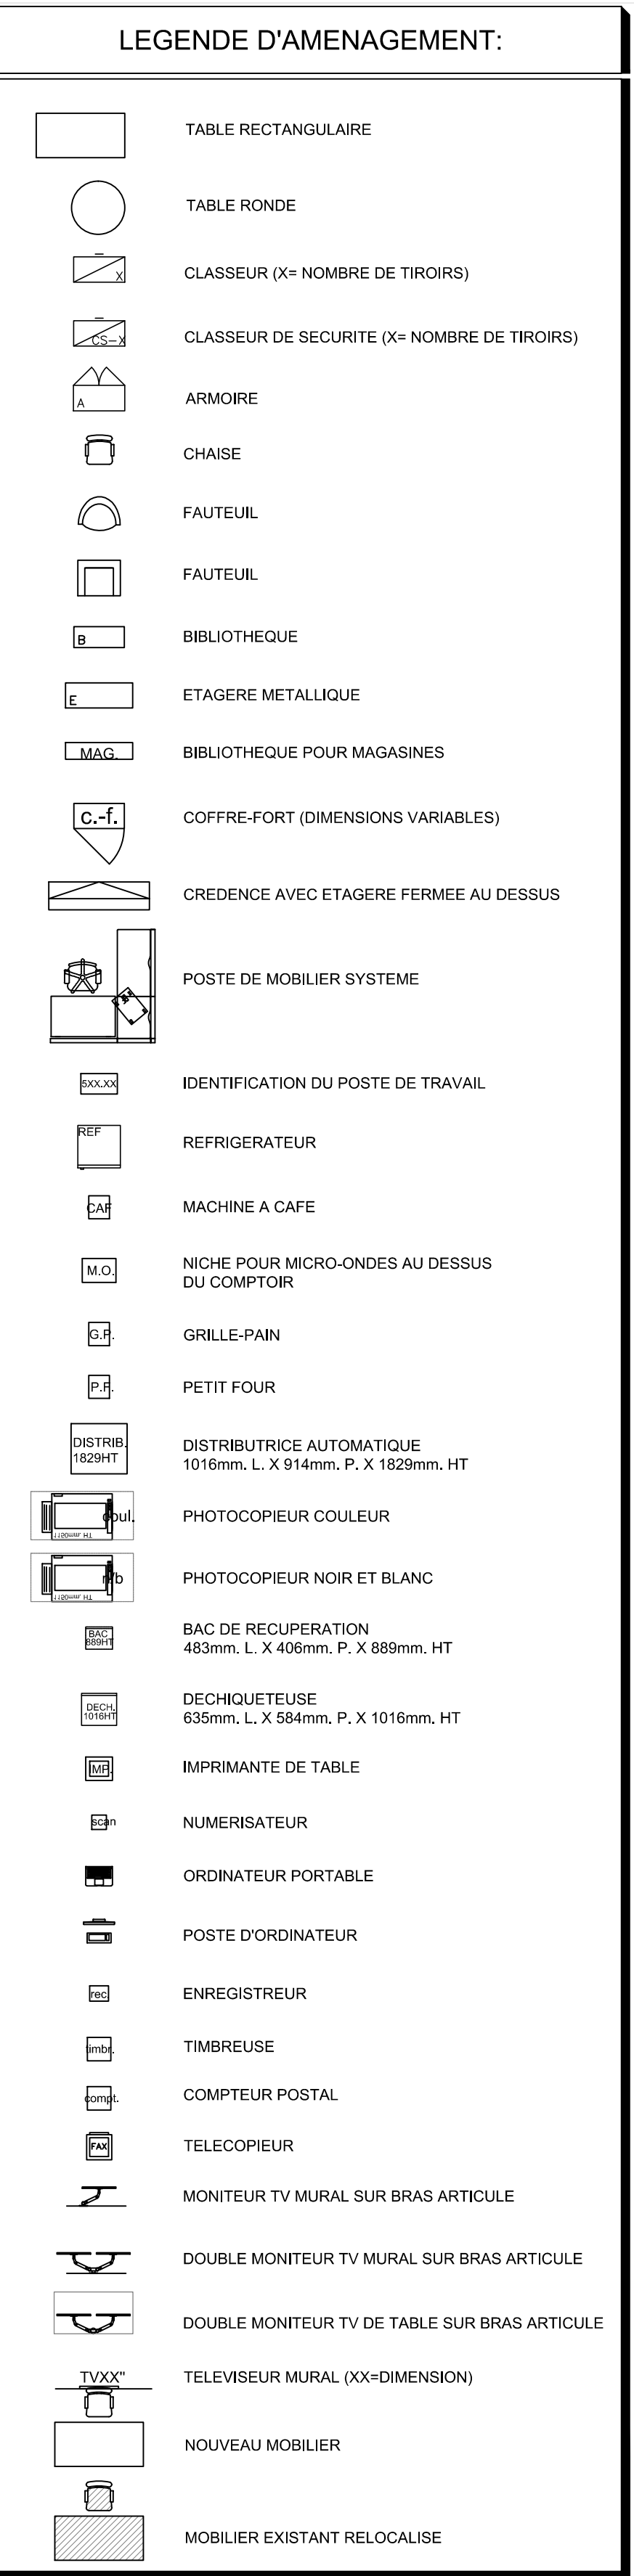 LEGENDE D'AMENAGEMENT:
TABLE RECTANGULAIRE
TABLE RONDE
X
CLASSEUR (X= NOMBRE DE TIROIRS)
CS-X
CLASSEUR DE SECURITE (X= NOMBRE DE TIROIRS)
A
ARMOIRE
CHAISE
FAUTEUIL
FAUTEUIL
B
BIBLIOTHEQUE
E
ETAGERE METALLIQUE
MAG.
BIBLIOTHEQUE POUR MAGASINES
c.-f.
COFFRE-FORT (DIMENSIONS VARIABLES)
CREDENCE AVEC ETAGERE FERMEE AU DESSUS
POSTE DE MOBILIER SYSTEME
5XX.XX
IDENTIFICATION DU POSTE DE TRAVAIL
REF
REFRIGERATEUR
CAF
MACHINE A CAFE
M.O.
NICHE POUR MICRO-ONDES AU DESSUS
DU COMPTOIR
G.P.
GRILLE-PAIN
P.F.
PETIT FOUR
DISTRIB.
1829HT
DISTRIBUTRICE AUTOMATIQUE
1016mm. L. X 914mm. P. X 1829mm. HT
coul.
1150mm. HT
PHOTOCOPIEUR COULEUR
n/b
1150mm. HT
PHOTOCOPIEUR NOIR ET BLANC
BAC
889HT
BAC DE RECUPERATION
483mm. L. X 406mm. P. X 889mm. HT
DECH.
1016HT
DECHIQUETEUSE
635mm. L. X 584mm. P. X 1016mm. HT
IMP.
IMPRIMANTE DE TABLE
scan
NUMERISATEUR
ORDINATEUR PORTABLE
POSTE D'ORDINATEUR
rec
ENREGISTREUR
timbr.
TIMBREUSE
compt.
COMPTEUR POSTAL
FAX
TELECOPIEUR
MONITEUR TV MURAL SUR BRAS ARTICULE
DOUBLE MONITEUR TV MURAL SUR BRAS ARTICULE
DOUBLE MONITEUR TV DE TABLE SUR BRAS ARTICULE
TVXX"
TELEVISEUR MURAL (XX=DIMENSION)
NOUVEAU MOBILIER
MOBILIER EXISTANT RELOCALISE